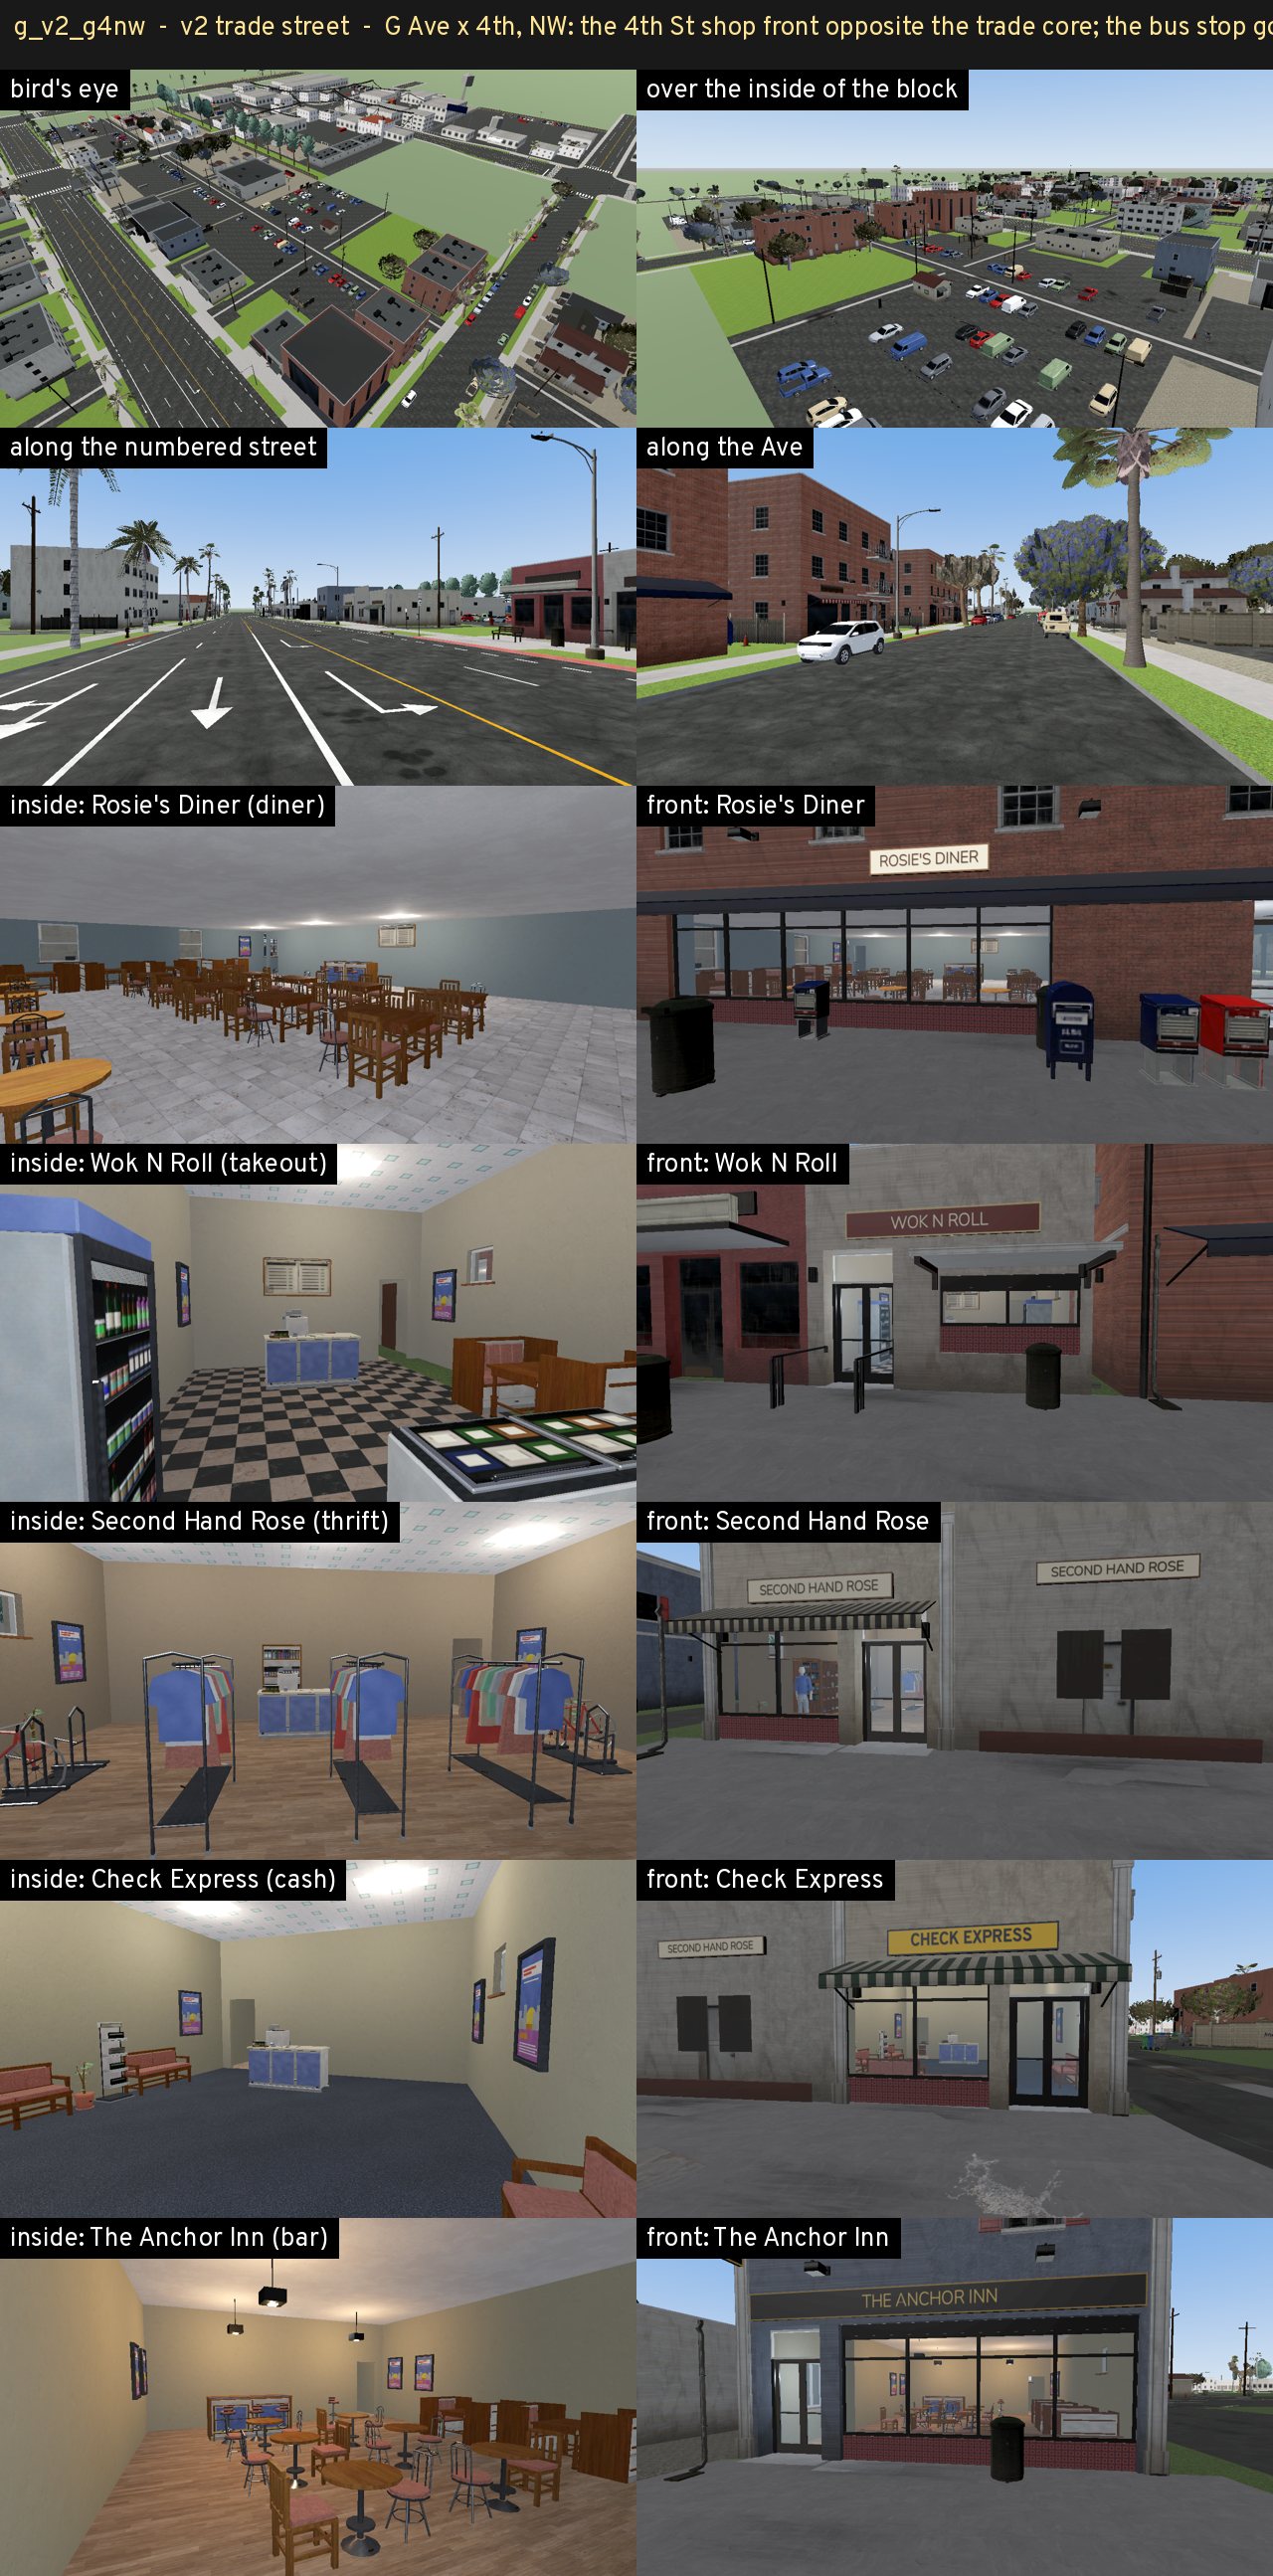 g_v2_g4nw - v2 trade street - G Ave x 4th, NW: the 4th St shop front opposite the trade core; the bus stop go
bird's eye
over the inside of the block
along the numbered street
along the Ave
inside: Rosie's Diner (diner)
front: Rosie's Diner
ROSIE'S DINER
inside: Wok N Roll (takeout)
front: Wok N Roll
WOK N ROLL
inside: Second Hand Rose (thrift)
front: Second Hand Rose
SECOND HAND ROSE
SECOND HAND ROSE
inside: Check Express (cash)
front: Check Express
SECOND HAND ROSE
CHECK EXPRESS
inside: The Anchor Inn (bar)
front: The Anchor Inn
THE ANCHOR INN